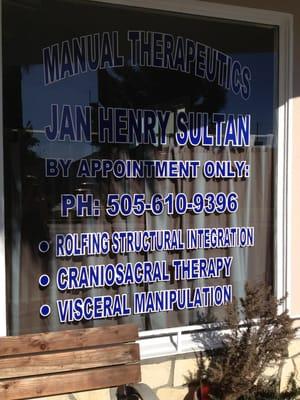 MANUAL THERAPEUTICS
JAN HENRY SULTAN
BY APPOINTMENT ONLY:
PH: 505-610-9396
• ROLFING STRUCTURAL INTEGRATION
• CRANIOSACRAL THERAPY
• VISCERAL MANIPULATION